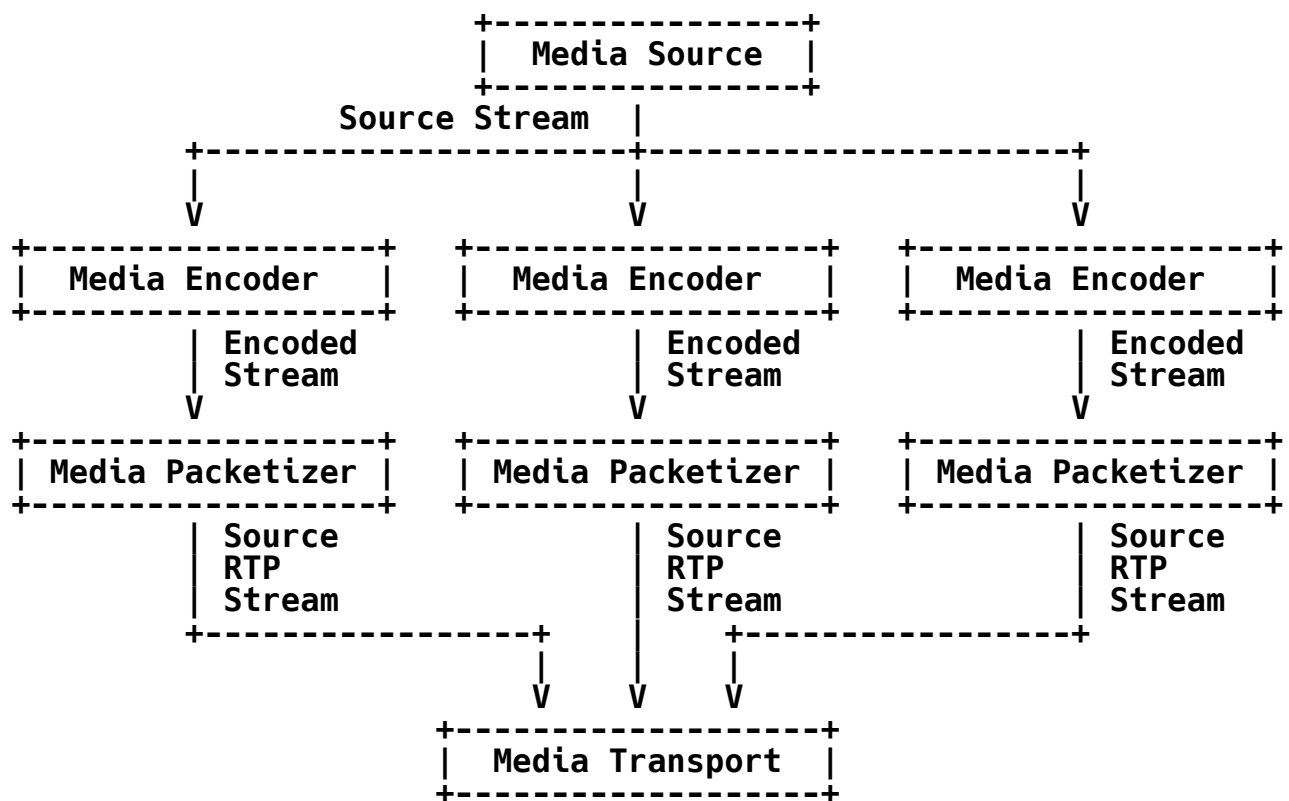 +----------------+
|  Media Source  |
+----------------+
Source Stream  |
+----------------------+----------------------+
|                      |                      |
V                      V                      V
+------------------+   +------------------+   +------------------+
|  Media Encoder   |   |  Media Encoder   |   |  Media Encoder   |
+------------------+   +------------------+   +------------------+
| Encoded              | Encoded              | Encoded
| Stream               | Stream               | Stream
V                      V                      V
+------------------+   +------------------+   +------------------+
| Media Packetizer |   | Media Packetizer |   | Media Packetizer |
+------------------+   +------------------+   +------------------+
| Source               | Source               | Source
| RTP                  | RTP                  | RTP
| Stream               | Stream               | Stream
+-----------------+    |    +-----------------+
|    |    |
V    V    V
+-------------------+
|  Media Transport  |
+-------------------+